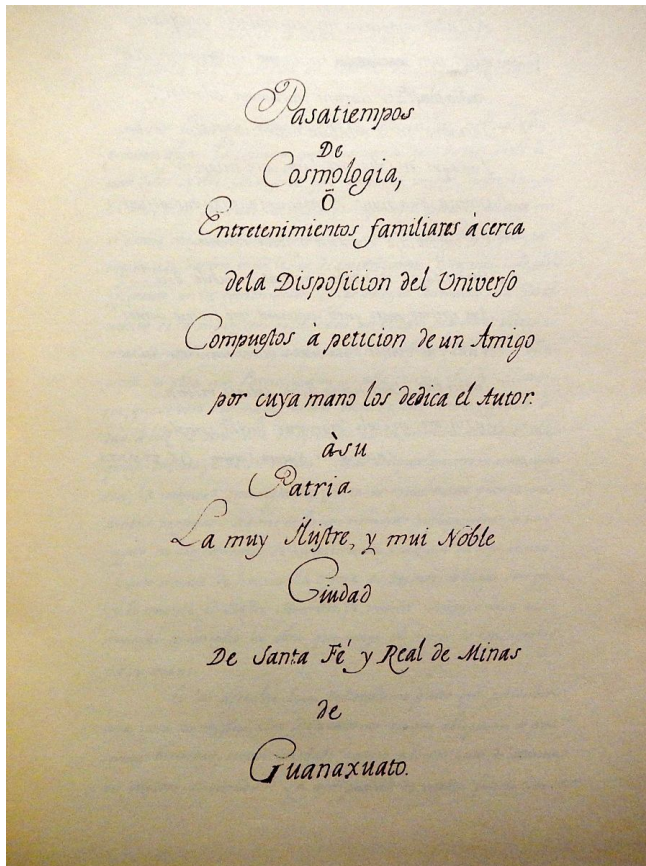 Pasatiempos
De
Cosmologia,
Ö
Entretenimientos familiares àcerca
dela Disposicion del Universo
Compuestos à peticion de un Amigo
por cuya mano los dedica el Autor.
àsu
Patria.
La muy Ilustre, y mui Noble
Ciudad
De Santa Fé y Real de Minas
de
Guanaxuato.